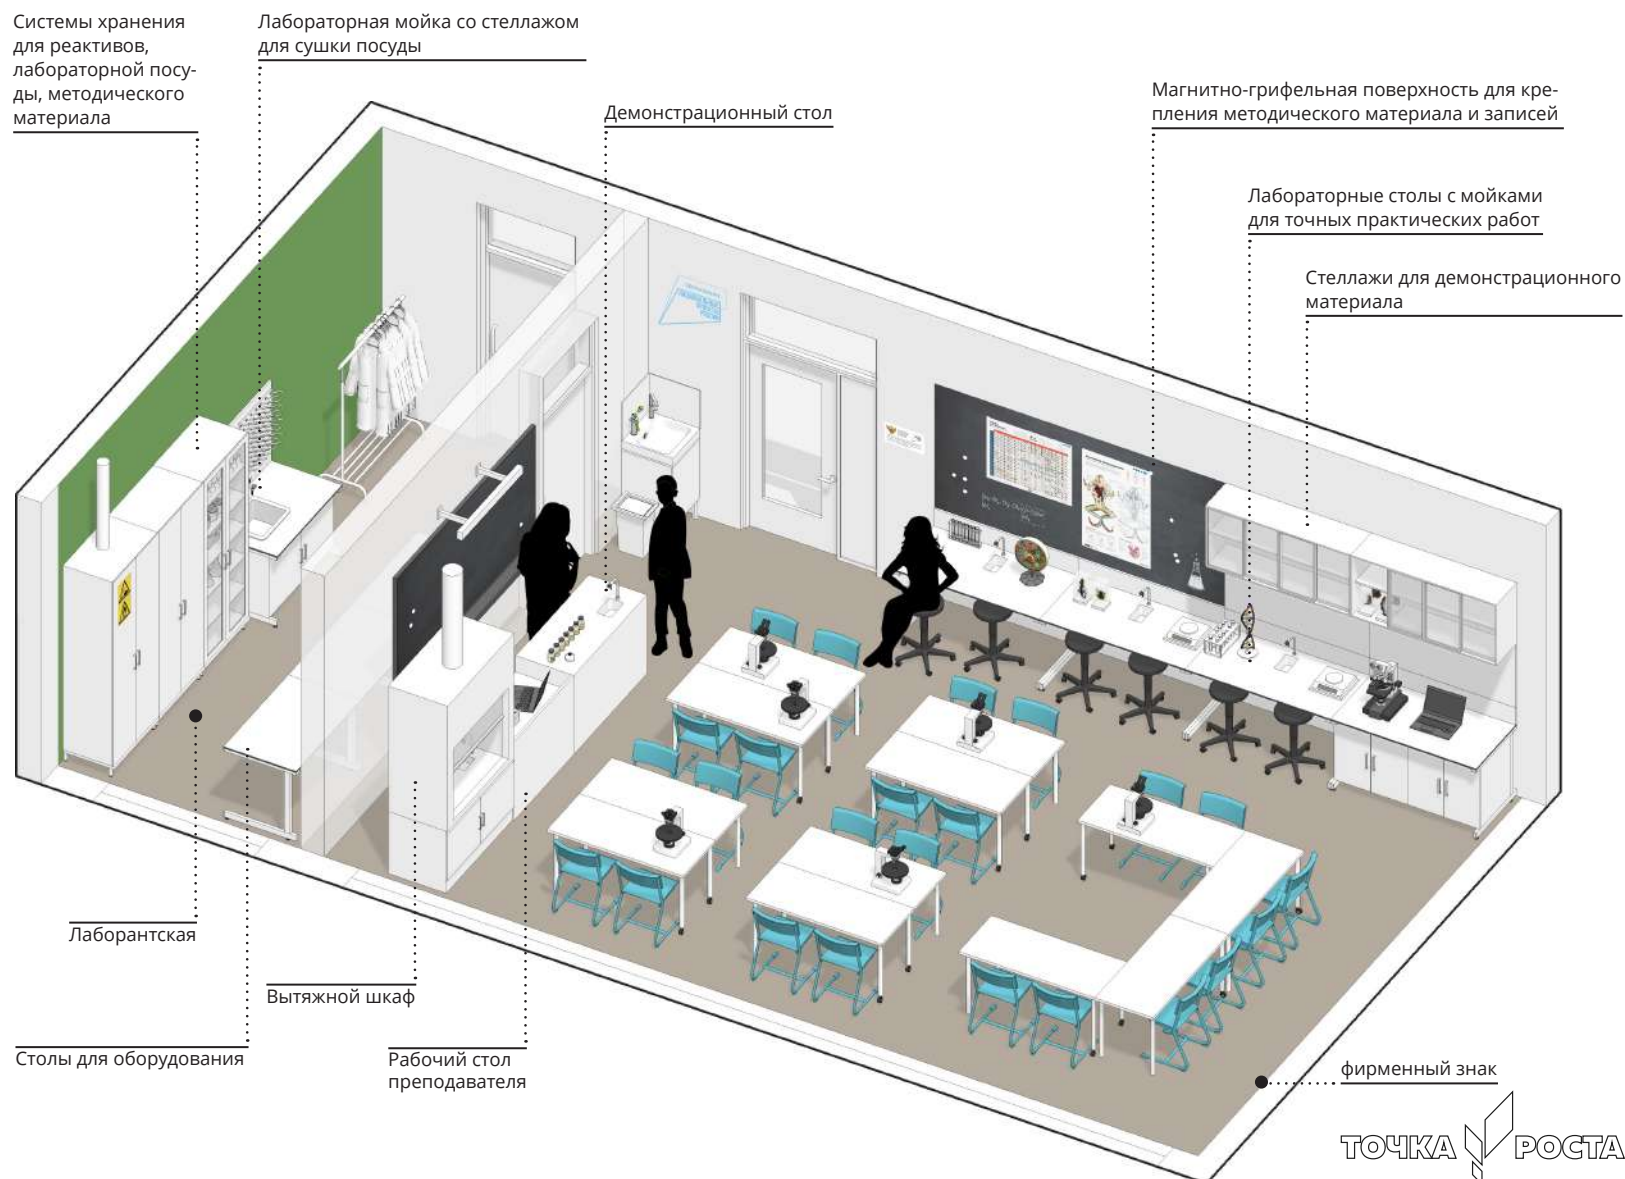 Системы хранения
для реактивов,
лабораторной посу-
ды, методического
материала
Лабораторная мойка со стеллажом
для сушки посуды
Демонстрационный стол
Магнитно-грифельная поверхность для кре-
пления методического материала и записей
Лабораторные столы с мойками
для точных практических работ
Стеллажи для демонстрационного
материала
Лаборантская
Вытяжной шкаф
Столы для оборудования
Рабочий стол
преподавателя
фирменный знак
ТОЧКА РОСТА